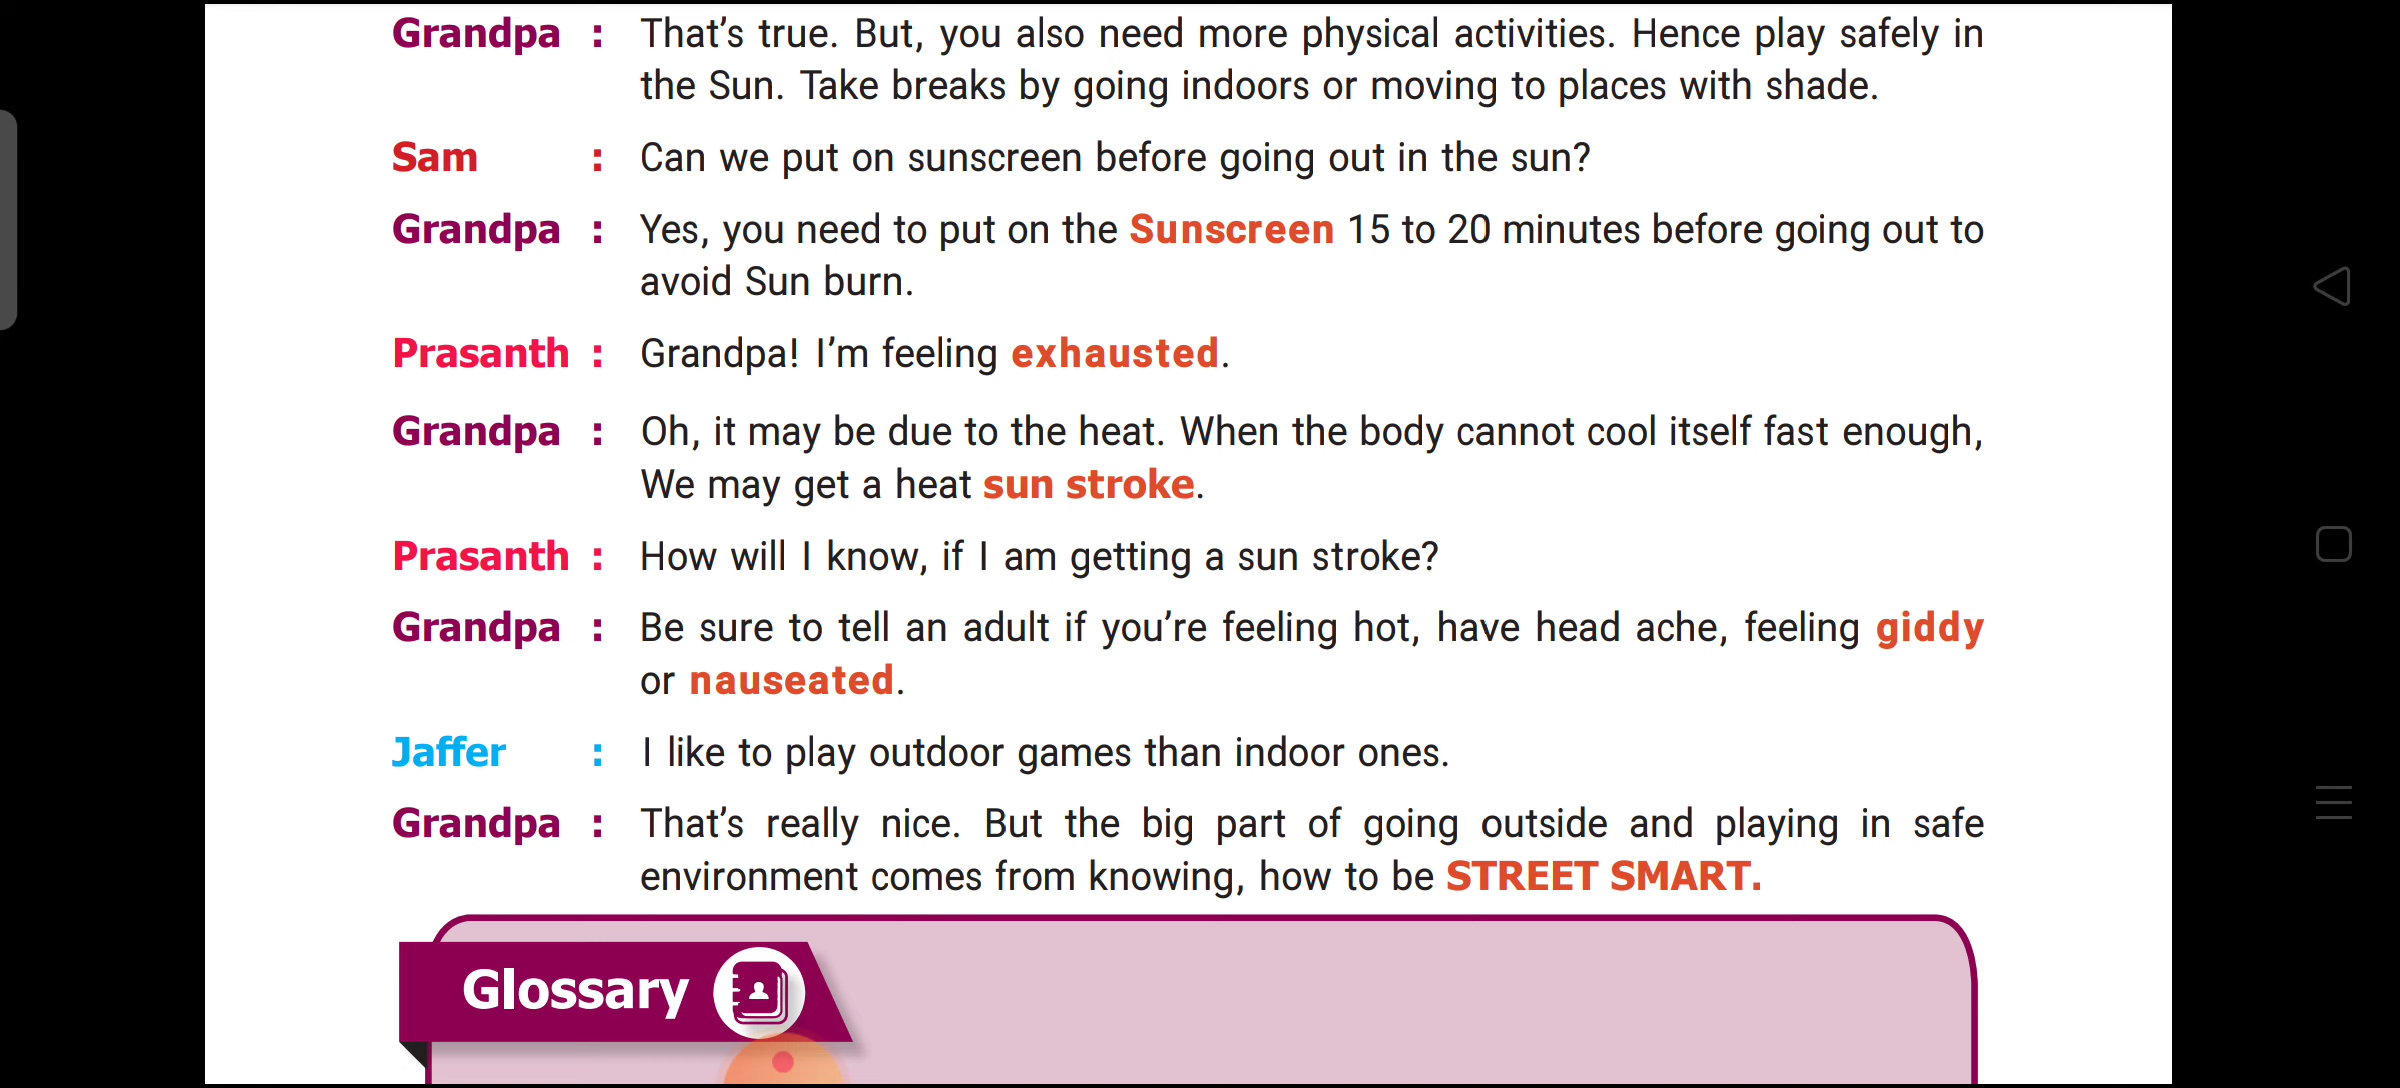 Grandpa : That’s true. But, you also need more physical activities. Hence play safely in
the Sun. Take breaks by going indoors or moving to places with shade.
Sam : Can we put on sunscreen before going out in the sun?
Grandpa : Yes, you need to put on the Sunscreen 15 to 20 minutes before going out to
avoid Sun burn.
Prasanth : Grandpa! I’m feeling exhausted.
Grandpa : Oh, it may be due to the heat. When the body cannot cool itself fast enough,
We may get a heat sun stroke.
Prasanth : How will I know, if I am getting a sun stroke?
Grandpa : Be sure to tell an adult if you’re feeling hot, have head ache, feeling giddy
or nauseated.
Jaffer : I like to play outdoor games than indoor ones.
Grandpa : That’s really nice. But the big part of going outside and playing in safe
environment comes from knowing, how to be STREET SMART.
Glossary